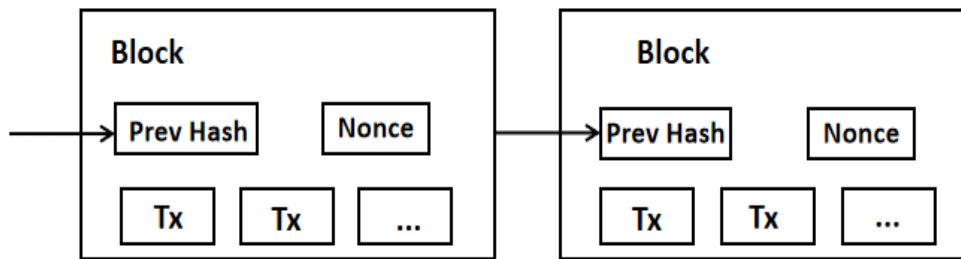 Block
Block
Prev Hash
Nonce
Prev Hash
Nonce
Tx
Tx
...
Tx
Tx
...